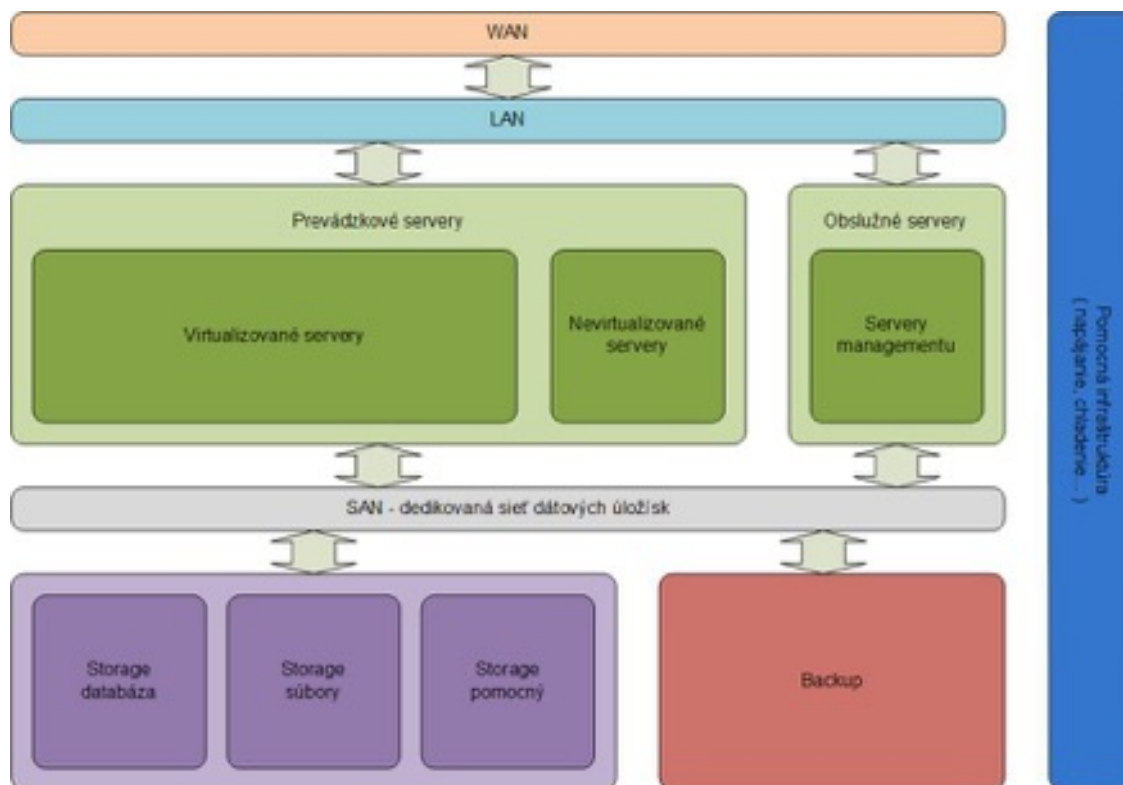 WAN
LAN
Prevádzkové servery
Obslužné servery
Virtualizované servery
Nevirtualizované
servery
Servery
managementu
SAN - dedikovaná sieť dátových úložísk
Storage
databáza
Storage
súbory
Storage
pomocný
Backup
Pomocná infraštruktúra
( napájanie, chladenie... )